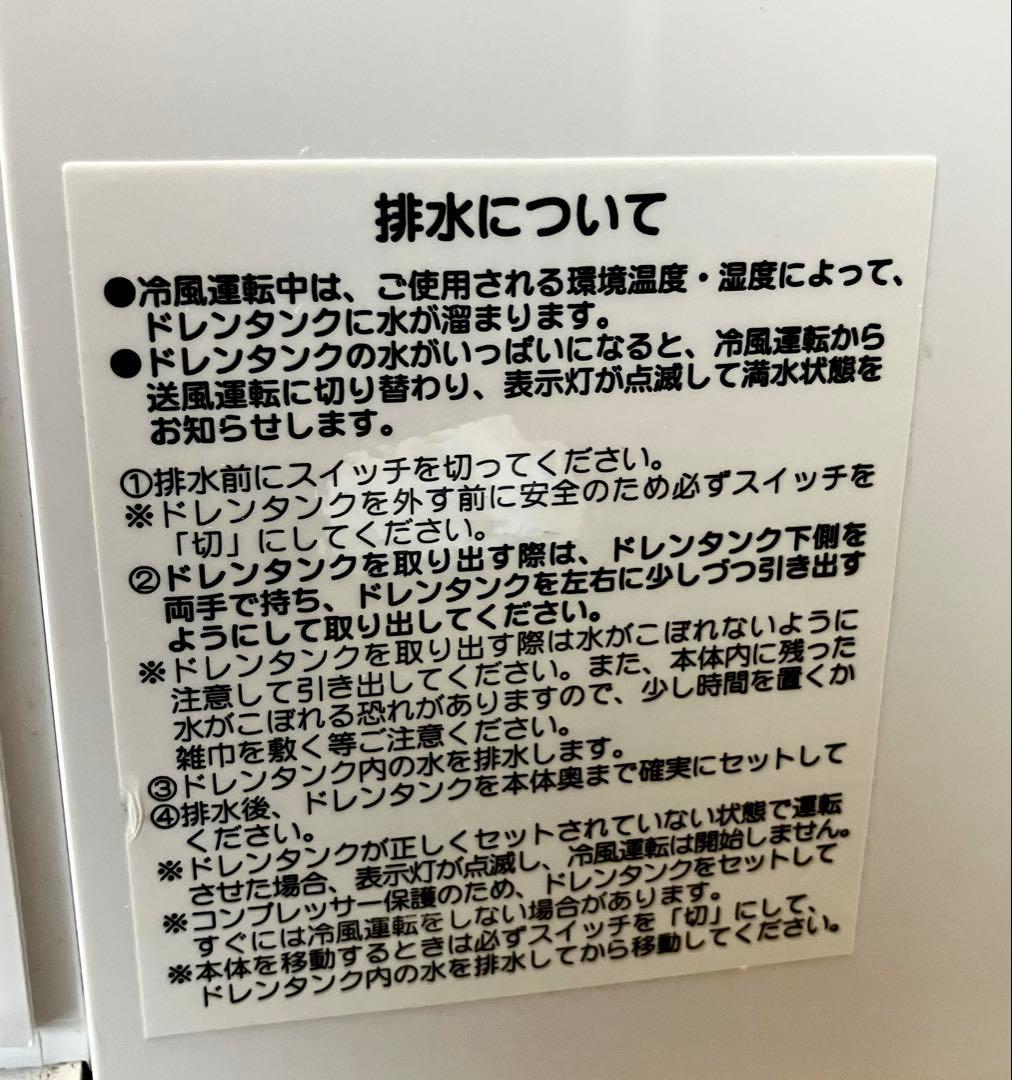 排水について
●冷風運転中は、ご使用される環境温度・湿度によって、
ドレンタンクに水が溜まります。
●ドレンタンクの水がいっぱいになると、冷風運転から
送風運転に切り替わり、表示灯が点滅して満水状態を
お知らせします。
①排水前にスイッチを切ってください。
※ドレンタンクを外す前に安全のため必ずスイッチを
「切」にしてください。
②ドレンタンクを取り出す際は、ドレンタンク下側を
両手で持ち、ドレンタンクを左右に少しづつ引き出す
ようにして取り出してください。
※ドレンタンクを取り出す際は水がこぼれないように
注意して引き出してください。また、本体内に残った
水がこぼれる恐れがありますので、少し時間を置くか
雑巾を敷く等ご注意ください。
③ドレンタンク内の水を排水します。
④排水後、ドレンタンクを本体奥まで確実にセットして
ください。
※ドレンタンクが正しくセットされていない状態で運転
させた場合、表示灯が点滅し、冷風運転は開始しません。
※コンプレッサー保護のため、ドレンタンクをセットして
すぐには冷風運転をしない場合があります。
※本体を移動するときは必ずスイッチを「切」にして、
ドレンタンク内の水を排水してから移動してください。